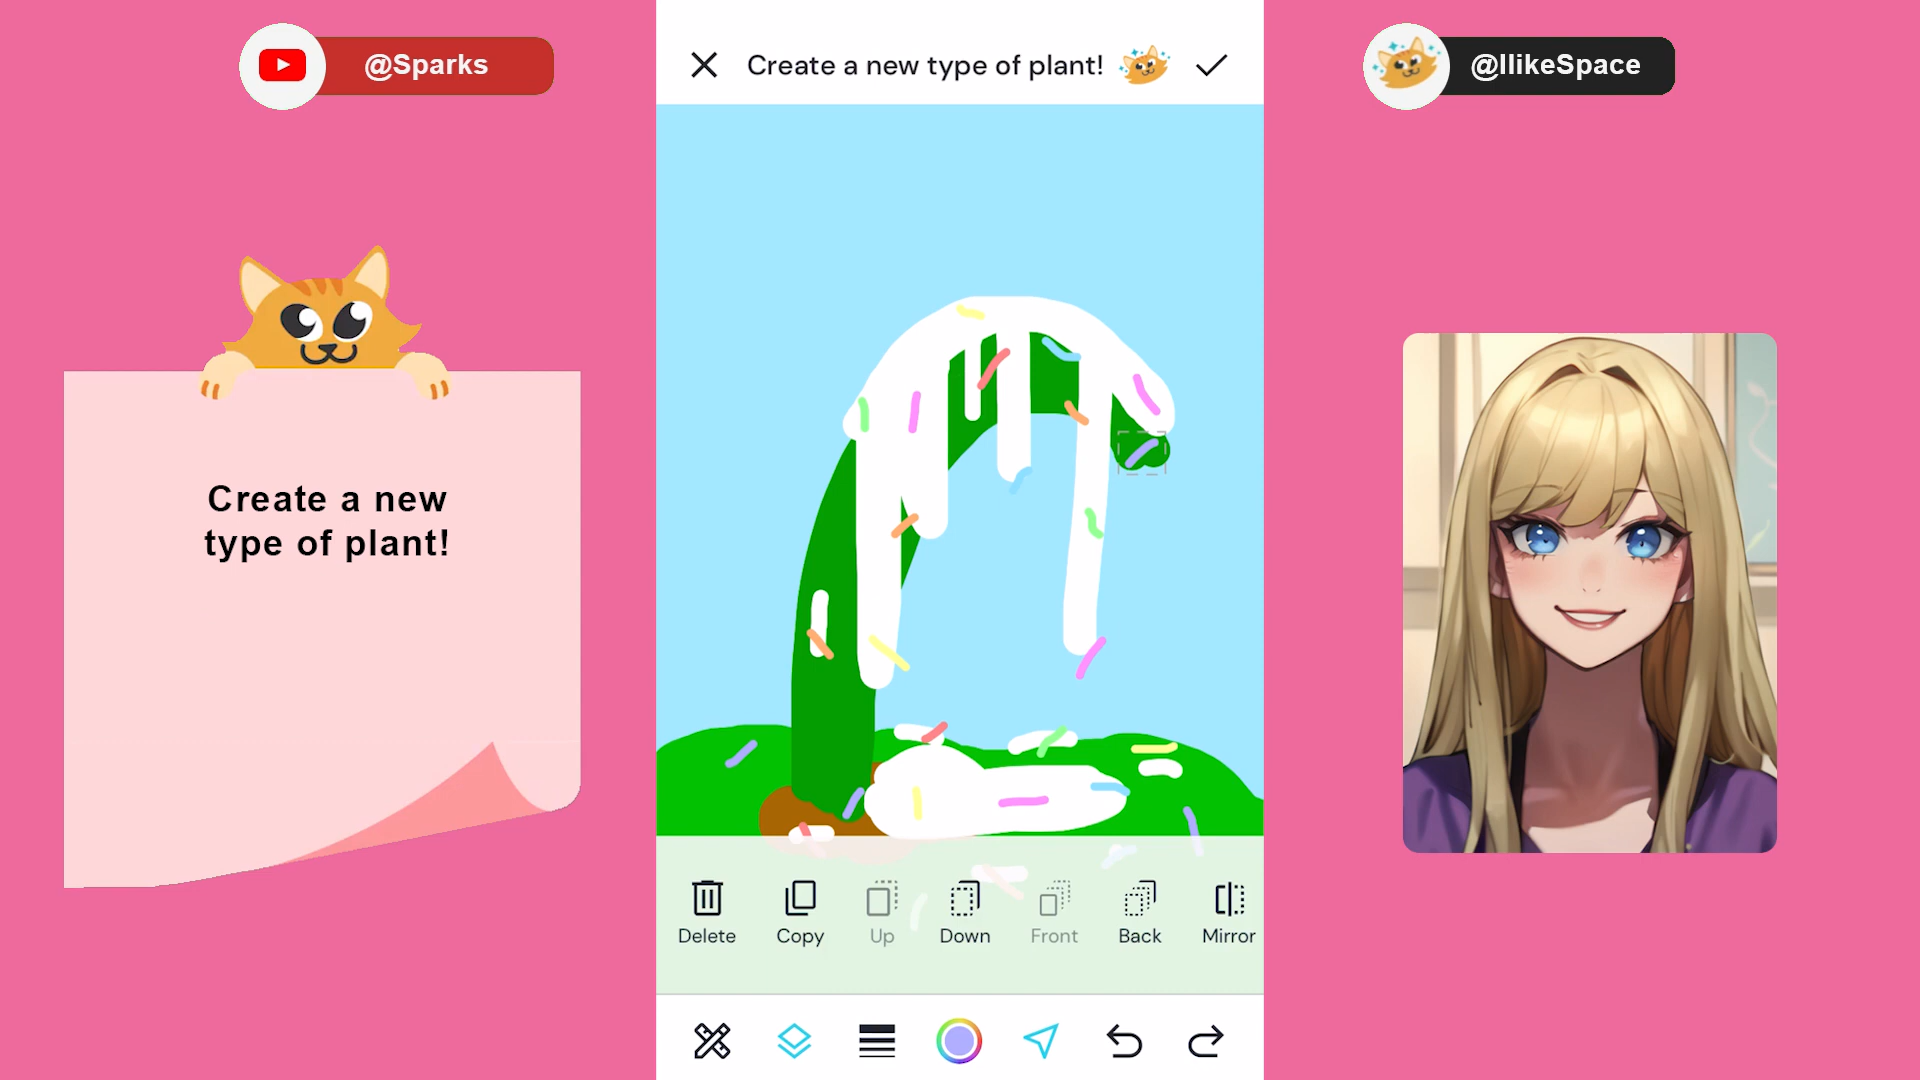 @Sparks
Create a new type of plant!
@IlikeSpace
Create a new
type of plant!
Delete
Copy
Up
Down
Front
Back
Mirror